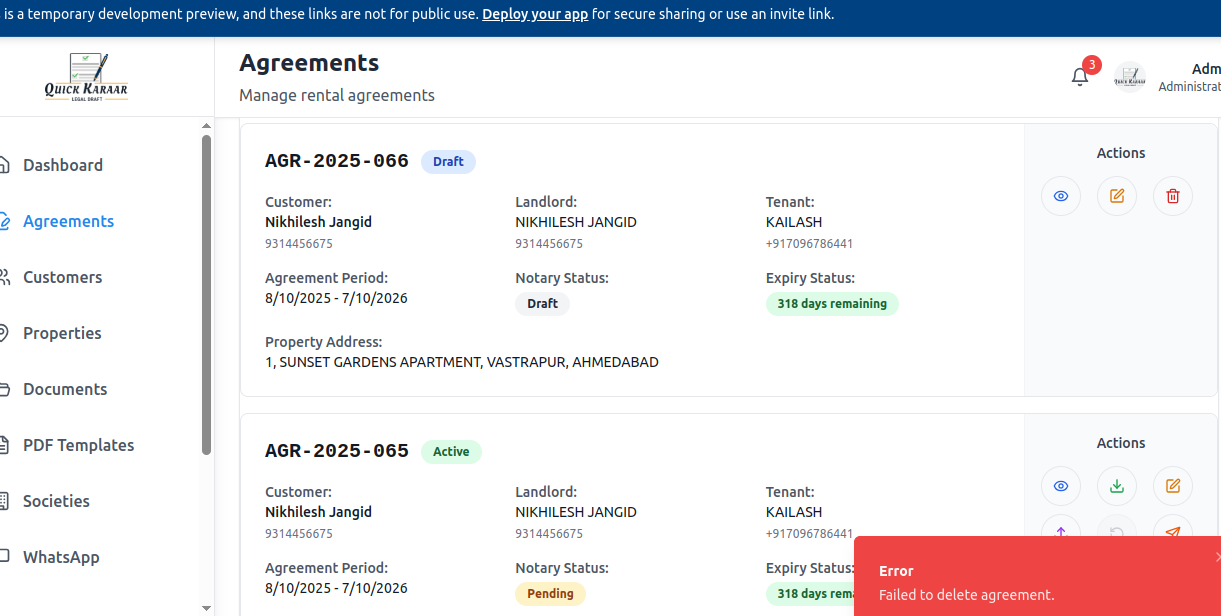 is a temporary development preview, and these links are not for public use. Deploy your app for secure sharing or use an invite link.
QUICK KARAAR
LEGAL DRAFT
Agreements
Manage rental agreements
3
Adm
Administrat
Dashboard
Agreements
Customers
Properties
Documents
PDF Templates
Societies
WhatsApp
AGR-2025-066 Draft
Actions
Customer: Landlord: Tenant:
Nikhilesh Jangid NIKHILESH JANGID KAILASH
9314456675 9314456675 +917096786441
Agreement Period: Notary Status: Expiry Status:
8/10/2025 - 7/10/2026 Draft 318 days remaining
Property Address:
1, SUNSET GARDENS APARTMENT, VASTRAPUR, AHMEDABAD
AGR-2025-065 Active
Actions
Customer: Landlord: Tenant:
Nikhilesh Jangid NIKHILESH JANGID KAILASH
9314456675 9314456675 +917096786441
Agreement Period: Notary Status: Expiry Status:
8/10/2025 - 7/10/2026 Pending 318 days rema
Error
Failed to delete agreement.